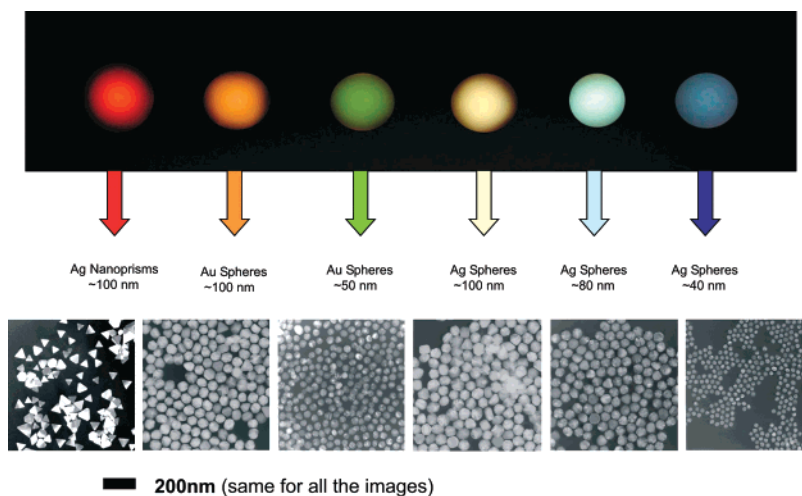 Ag Nanoprisms
~100 nm
Au Spheres
~100 nm
Au Spheres
~50 nm
Ag Spheres
~100 nm
Ag Spheres
~80 nm
Ag Spheres
~40 nm
200nm (same for all the images)